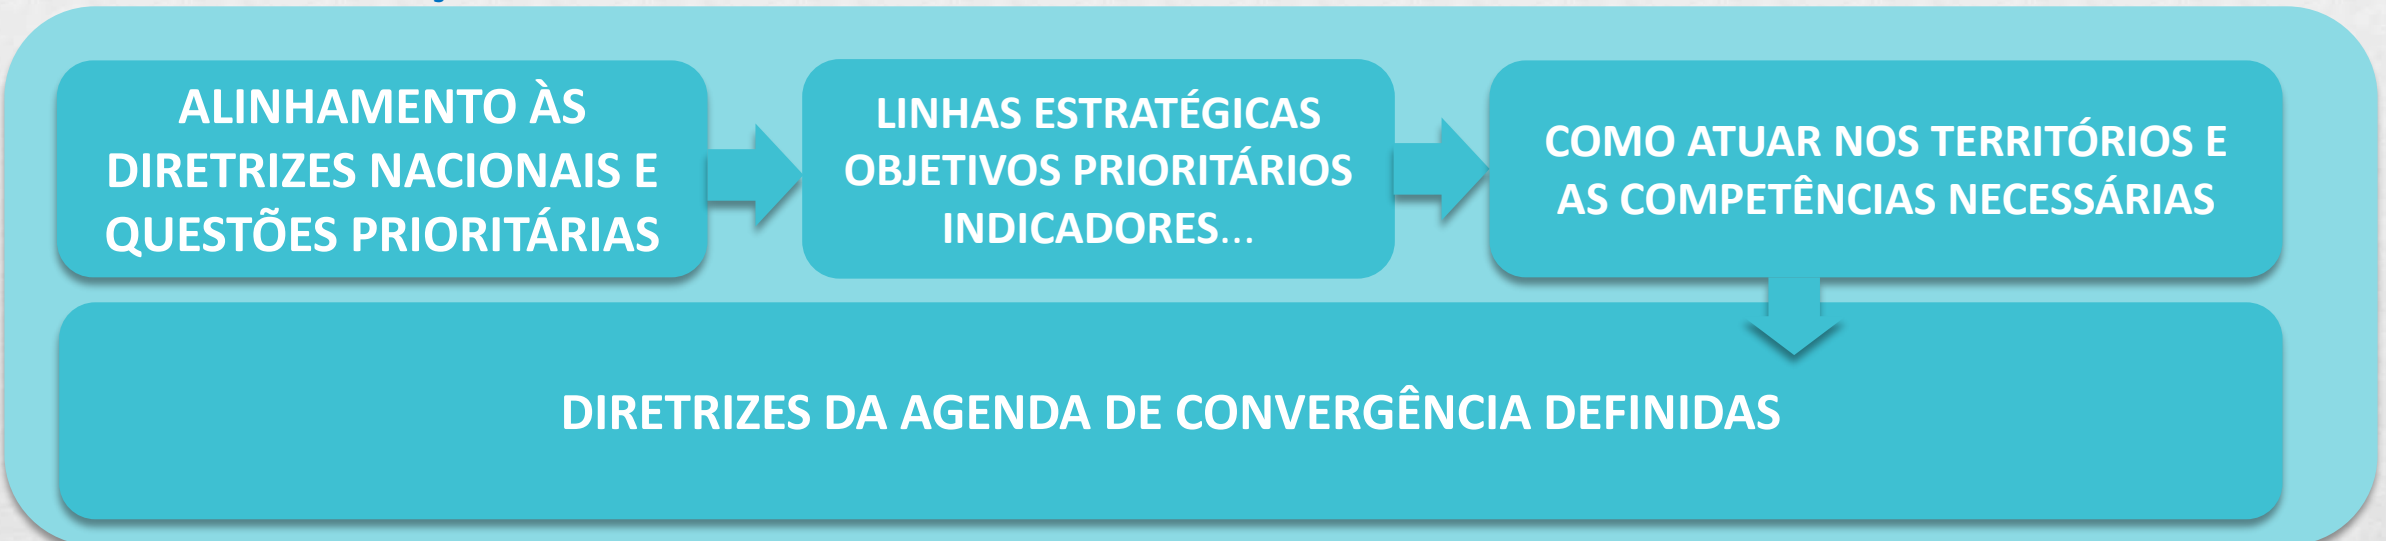 ALINHAMENTO ÀS
DIRETRIZES NACIONAIS E
QUESTÕES PRIORITÁRIAS
LINHAS ESTRATÉGICAS
OBJETIVOS PRIORITÁRIOS
INDICADORES...
COMO ATUAR NOS TERRITÓRIOS E
AS COMPETÊNCIAS NECESSÁRIAS
DIRETRIZES DA AGENDA DE CONVERGÊNCIA DEFINIDAS